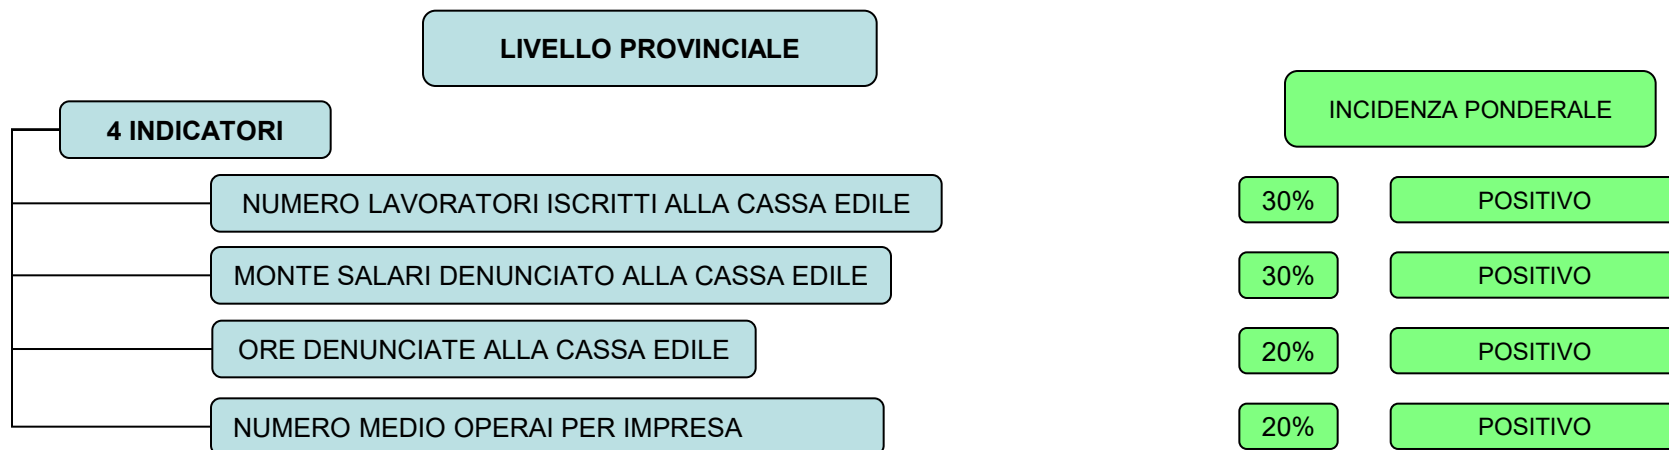 LIVELLO PROVINCIALE
INCIDENZA PONDERALE
4 INDICATORI
NUMERO LAVORATORI ISCRITTI ALLA CASSA EDILE 30% POSITIVO
MONTE SALARI DENUNCIATO ALLA CASSA EDILE 30% POSITIVO
ORE DENUNCIATE ALLA CASSA EDILE 20% POSITIVO
NUMERO MEDIO OPERAI PER IMPRESA 20% POSITIVO